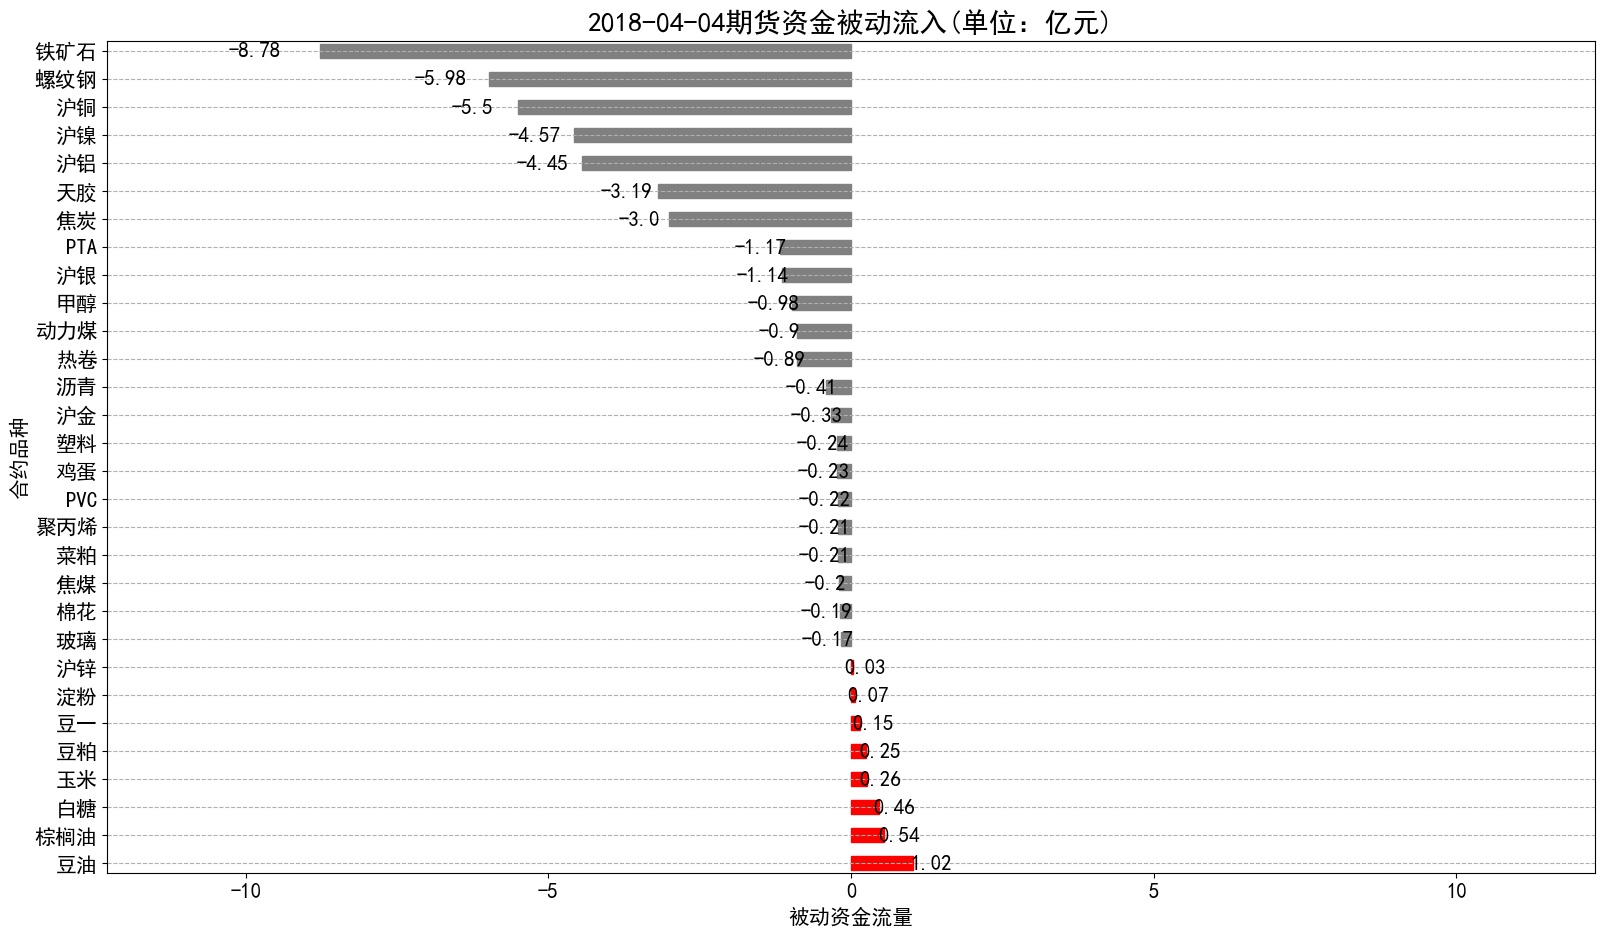 2018-04-04期货资金被动流入(单位：亿元)
铁矿石 -8.78
螺纹钢 -5.98
沪铜 -5.5
沪镍 -4.57
沪铝 -4.45
天胶 -3.19
焦炭 -3.0
PTA -1.17
沪银 -1.14
甲醇 -0.98
动力煤 -0.9
热卷 -0.89
沥青 -0.41
沪金 -0.33
塑料 -0.24
鸡蛋 -0.23
PVC -0.22
聚丙烯 -0.21
菜粕 -0.21
焦煤 -0.2
棉花 -0.19
玻璃 -0.17
沪锌 0.03
淀粉 0.07
豆一 0.15
豆粕 0.25
玉米 0.26
白糖 0.46
棕榈油 0.54
豆油 1.02
合约品种
-10 -5 0 5 10
被动资金流量